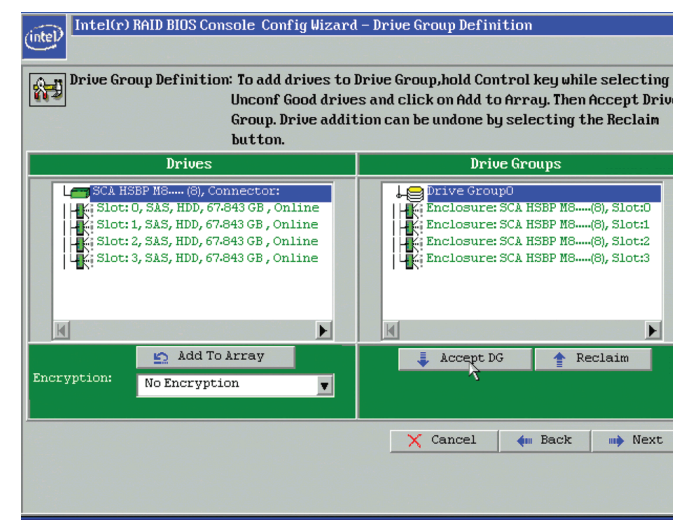 intel
Intel(r) RAID BIOS Console Config Wizard – Drive Group Definition
Drive Group Definition: To add drives to Drive Group,hold Control key while selecting
Unconf Good drives and click on Add to Array. Then Accept Driv
Group. Drive addition can be undone by selecting the Reclaim
button.
Drives
SCA HSBP M8..... (8), Connector:
Slot: 0, SAS, HDD, 67.843 GB , Online
Slot: 1, SAS, HDD, 67.843 GB , Online
Slot: 2, SAS, HDD, 67.843 GB , Online
Slot: 3, SAS, HDD, 67.843 GB , Online
Add To Array
Encryption:
No Encryption
Drive Groups
Drive Group0
Enclosure: SCA HSBP M8.....(8), Slot:0
Enclosure: SCA HSBP M8.....(8), Slot:1
Enclosure: SCA HSBP M8.....(8), Slot:2
Enclosure: SCA HSBP M8.....(8), Slot:3
Accept DG
Reclaim
Cancel
Back
Next